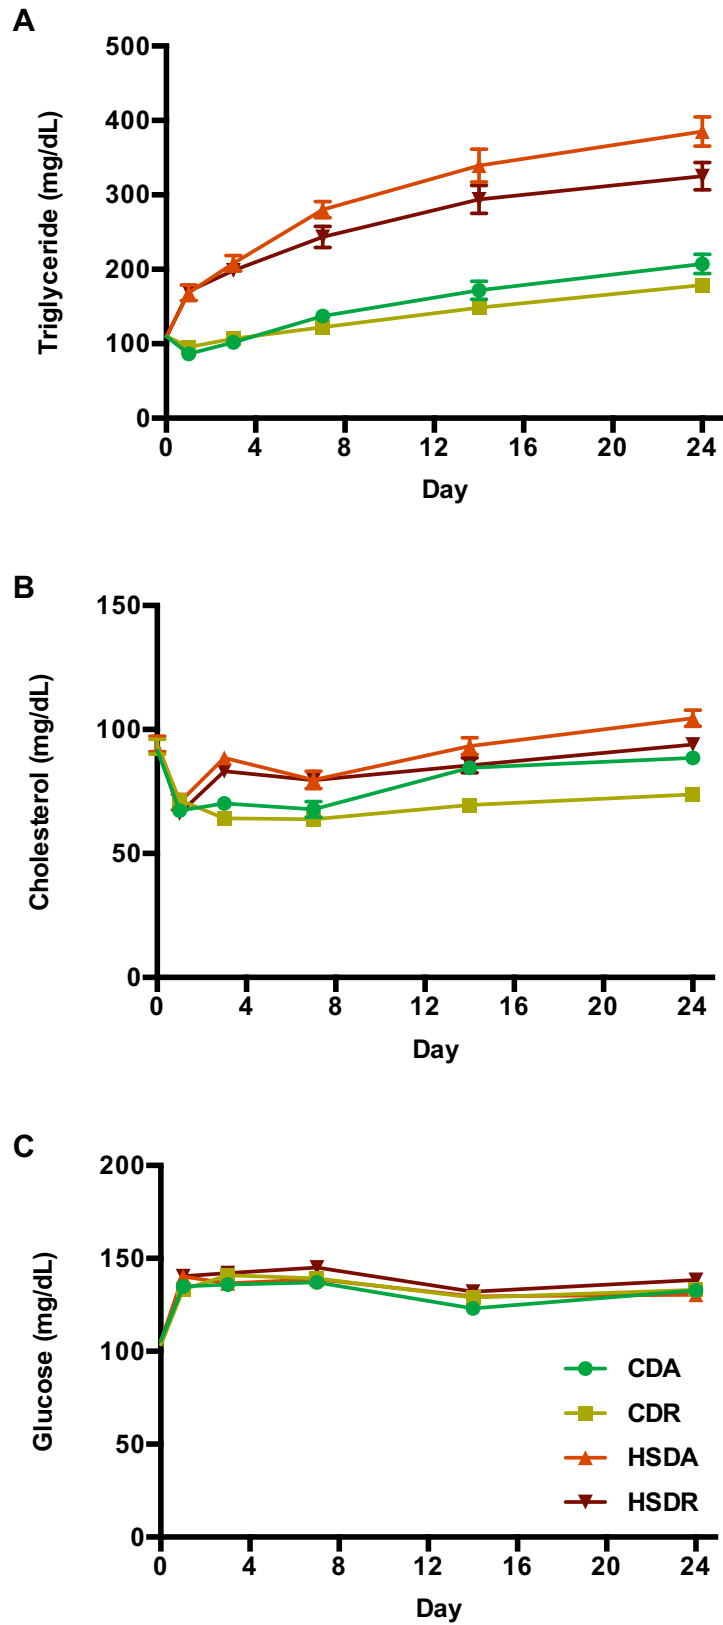 A
500
400
300
200
100
0
Triglyceride (mg/dL)
0 4 8 12 16 20 24
Day
B
150
100
50
0
Cholesterol (mg/dL)
0 4 8 12 16 20 24
Day
C
200
150
100
50
0
Glucose (mg/dL)
CDA
CDR
HSDA
HSDR
0 4 8 12 16 20 24
Day